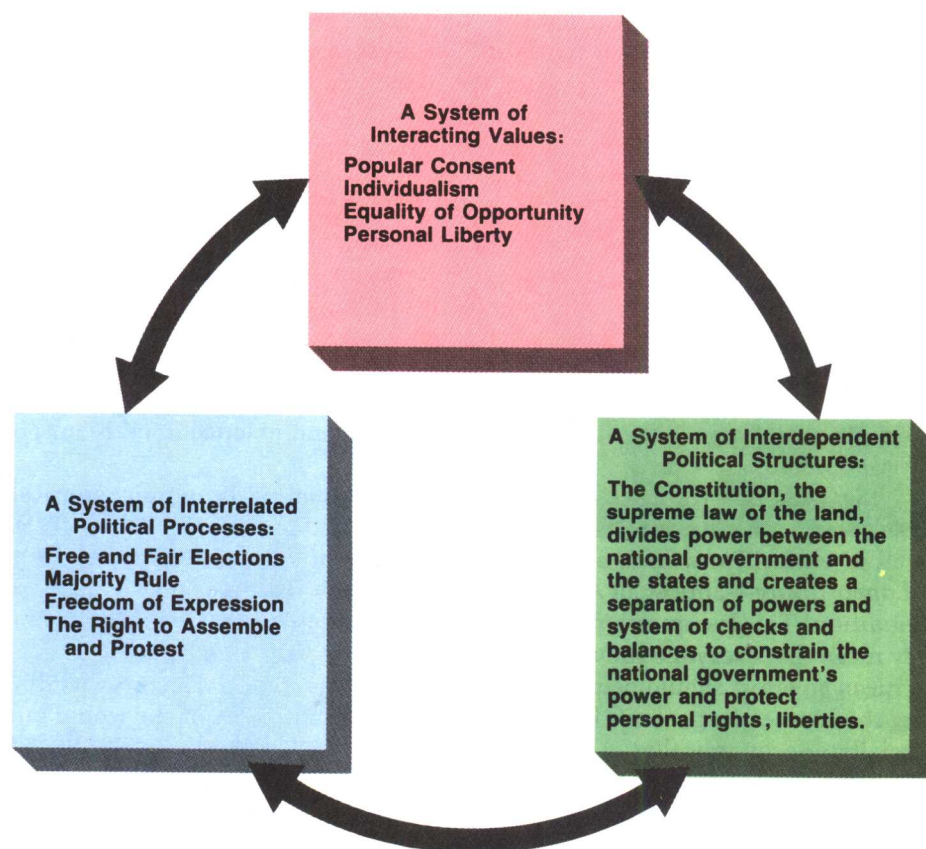 A System of
Interacting Values:
Popular Consent
Individualism
Equality of Opportunity
Personal Liberty
A System of Interrelated
Political Processes:
Free and Fair Elections
Majority Rule
Freedom of Expression
The Right to Assemble
and Protest
A System of Interdependent
Political Structures:
The Constitution, the
supreme law of the land,
divides power between the
national government and
the states and creates a
separation of powers and
system of checks and
balances to constrain the
national government's
power and protect
personal rights, liberties.